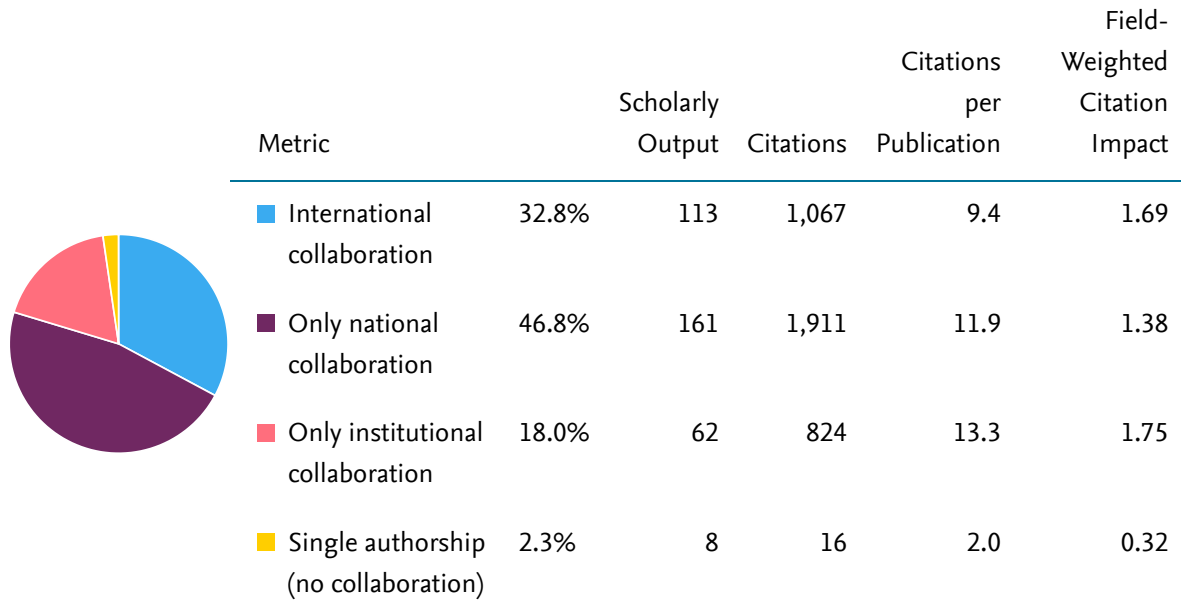 Field-
Weighted
Citations
Scholarly per Citation
Metric Output Citations Publication Impact
International 32.8% 113 1,067 9.4 1.69
collaboration
Only national 46.8% 161 1,911 11.9 1.38
collaboration
Only institutional 18.0% 62 824 13.3 1.75
collaboration
Single authorship 2.3% 8 16 2.0 0.32
(no collaboration)